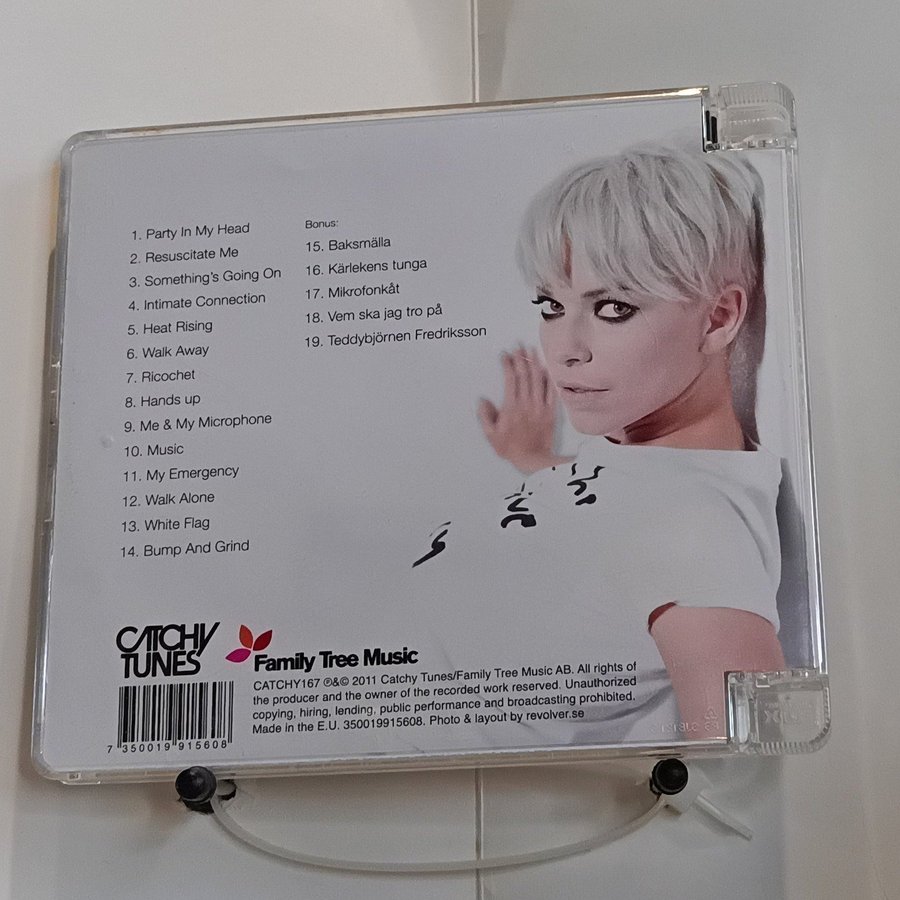 1. Party In My Head
2. Resuscitate Me
3. Something's Going On
4. Intimate Connection
5. Heat Rising
6. Walk Away
7. Ricochet
8. Hands up
9. Me & My Microphone
10. Music
11. My Emergency
12. Walk Alone
13. White Flag
14. Bump And Grind
Bonus:
15. Baksmälla
16. Kärlekens tunga
17. Mikrofonkåt
18. Vem ska jag tro på
19. Teddybjörnen Fredriksson
CATCHY
TUNES
Family Tree Music
CATCHY167 ℗&© 2011 Catchy Tunes/Family Tree Music AB. All rights of
the producer and the owner of the recorded work reserved. Unauthorized
copying, hiring, lending, public performance and broadcasting prohibited.
Made in the E.U. 350019915608. Photo & layout by revolver.se
7 350019 915608